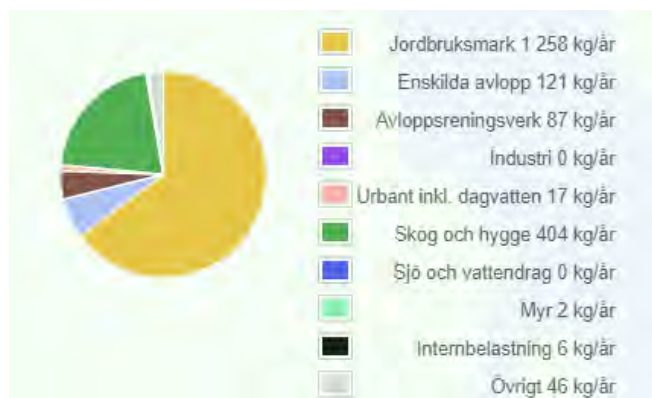 Jordbruksmark 1 258 kg/år
Enskilda avlopp 121 kg/år
Avloppsreningsverk 87 kg/år
Industri 0 kg/år
Urbant inkl. dagvatten 17 kg/år
Skog och hygge 404 kg/år
Sjö och vattendrag 0 kg/år
Myr 2 kg/år
Internbelastning 6 kg/år
Övrigt 46 kg/år